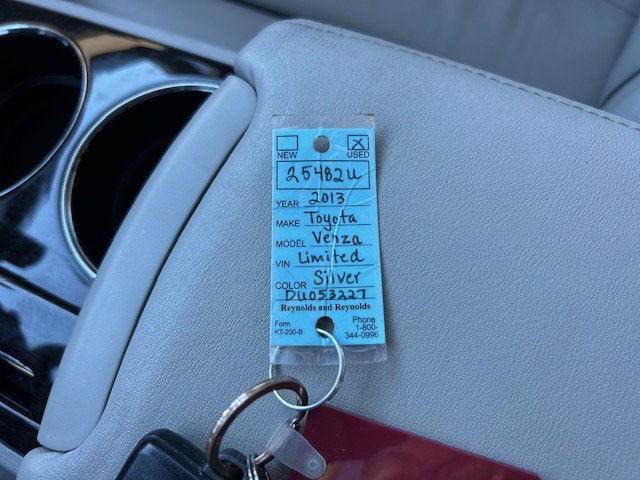 NEW USED
25482U
YEAR 2013
MAKE Toyota
MODEL Venza
VIN Limited
COLOR Silver
DU053227
Reynolds and Reynolds
Form
KT-200-B
Phone
1-800-
344-0996